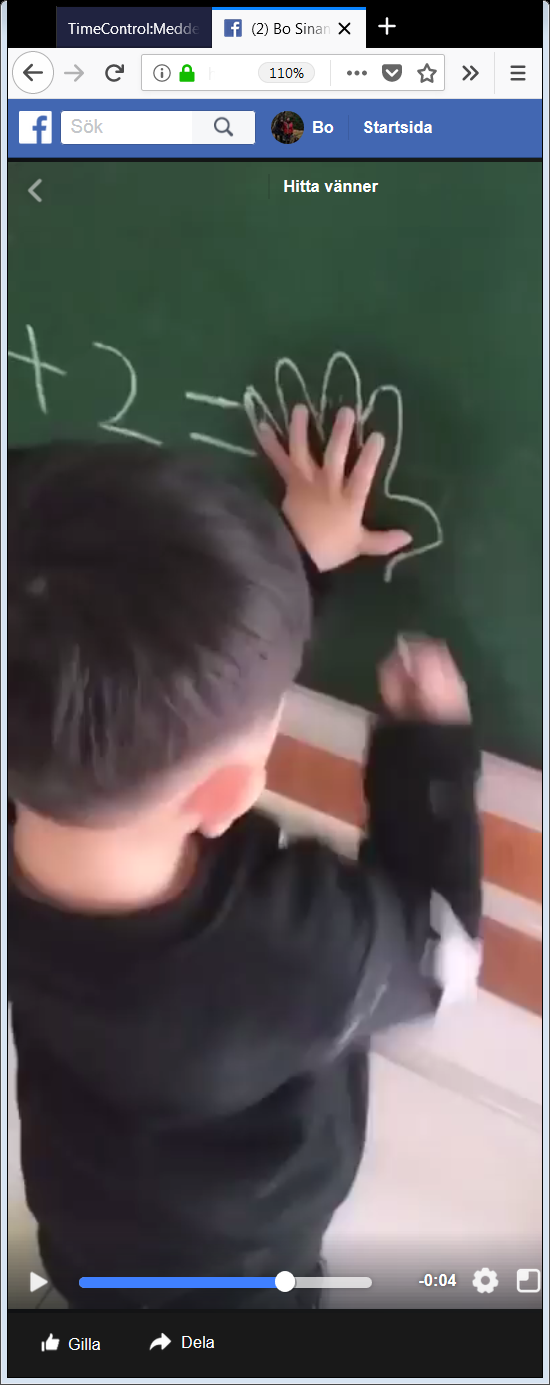 TimeControl:Medde
(2) Bo Sinan
110%
Sök
Bo
Startsida
Hitta vänner
+ 2 =
-0:04
Gilla
Dela